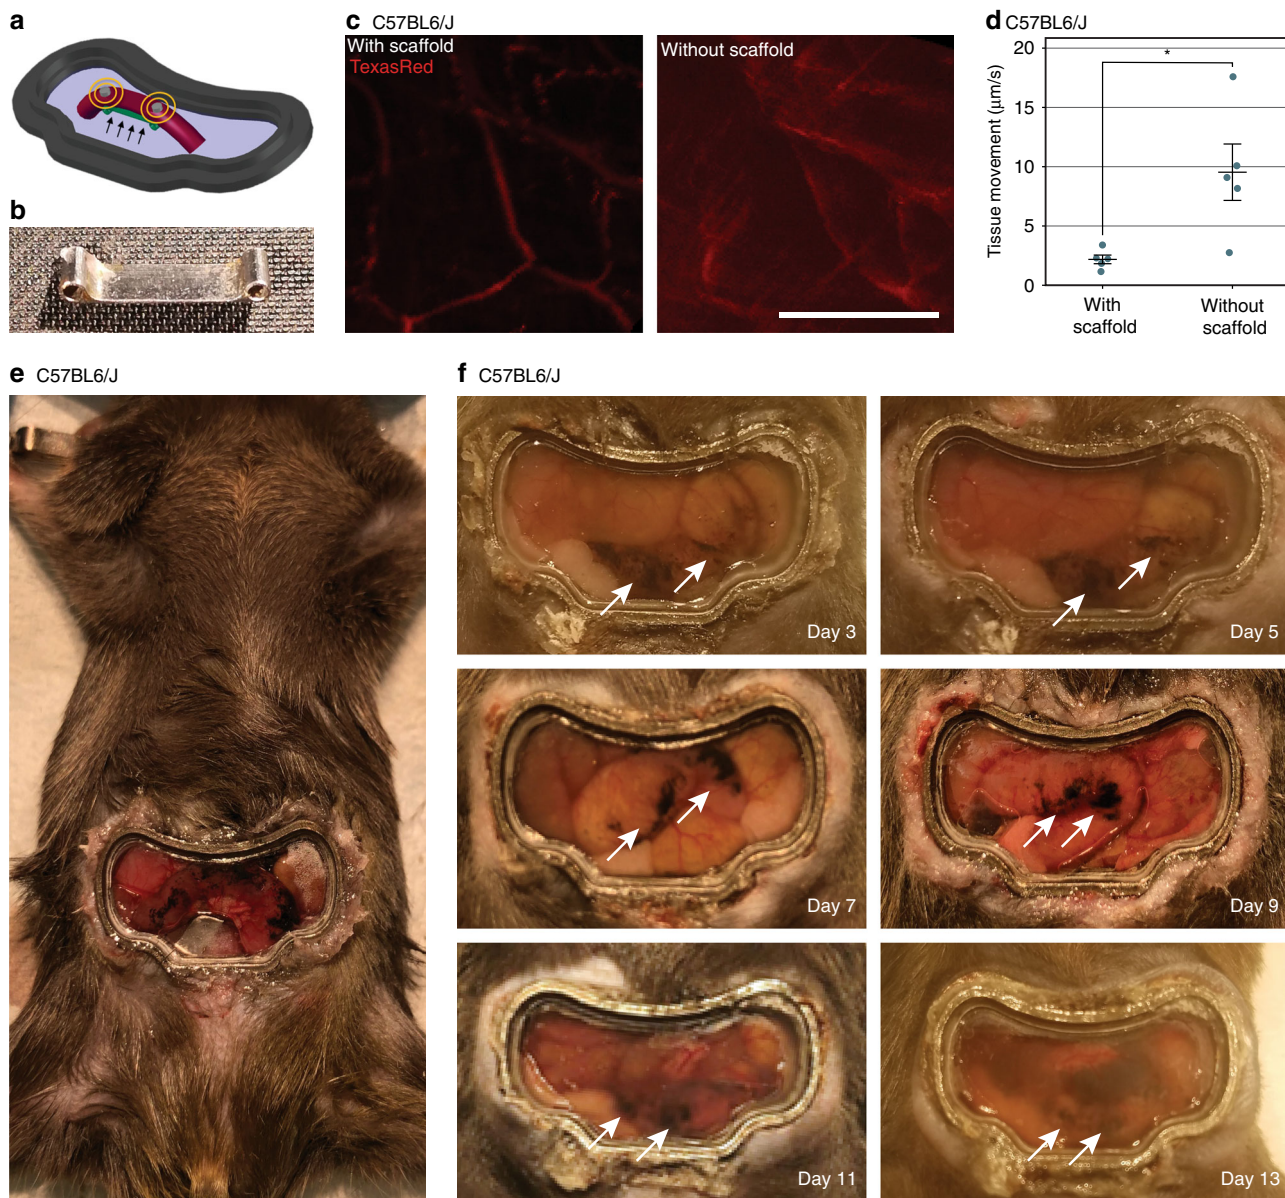 a
b
c C57BL6/J
With scaffold
TexasRed
Without scaffold
d C57BL6/J
Tissue movement (μm/s)
20
15
10
5
0
*
With
scaffold
Without
scaffold
e C57BL6/J
f C57BL6/J
Day 3
Day 5
Day 7
Day 9
Day 11
Day 13